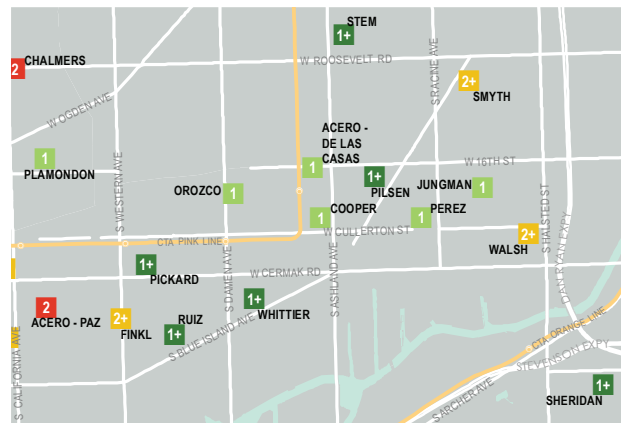 STEM
1+
W ROOSEVELT RD
CHALMERS
2
S RACINE AVE
2+
SMYTH
W OGDEN AVE
ACERO -
DE LAS
CASAS
1
W 16TH ST
1
PLAMONDON
S WESTERN AVE
OROZCO
1
1+
PILSEN
JUNGMAN
1
1
COOPER
1
PEREZ
W CULLERTON ST
2+
WALSH
S HALSTED ST
DAN RYAN EXPY
CTA PINK LINE
1+
PICKARD
W CERMAK RD
S DAMEN AVE
S ASHLAND AVE
2
ACERO - PAZ
2+
FINKL
RUIZ
1+
1+
WHITTIER
S BLUE ISLAND AVE
S CALIFORNIA AVE
CTA ORANGE LINE
STEVENSON EXPY
S ARCHER AVE
1+
SHERIDAN